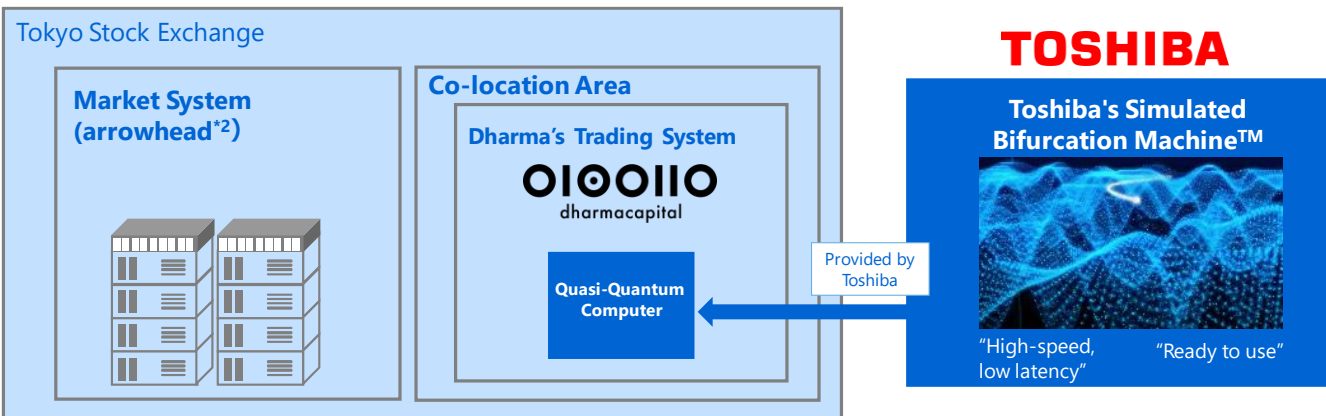 Tokyo Stock Exchange
Market System
(arrowhead*2)
Co-location Area
Dharma's Trading System
dharmacapital
Quasi-Quantum
Computer
Provided by
Toshiba
TOSHIBA
Toshiba's Simulated
Bifurcation Machine™
“High-speed,
low latency”
“Ready to use”